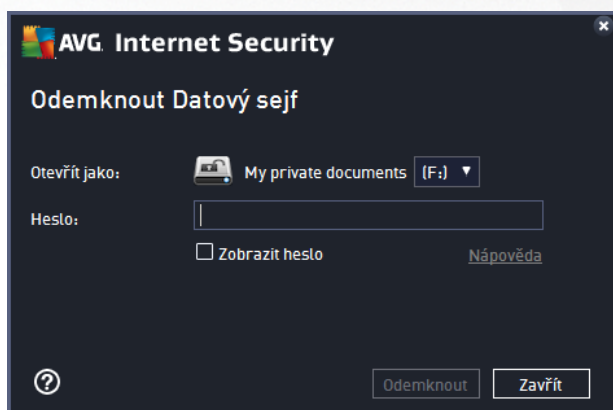 AVG. Internet Security
Odemknout Datový sejf
Otevřít jako: My private documents (F:)
Heslo:
Zobrazit heslo Nápověda
Odemknout Zavřít